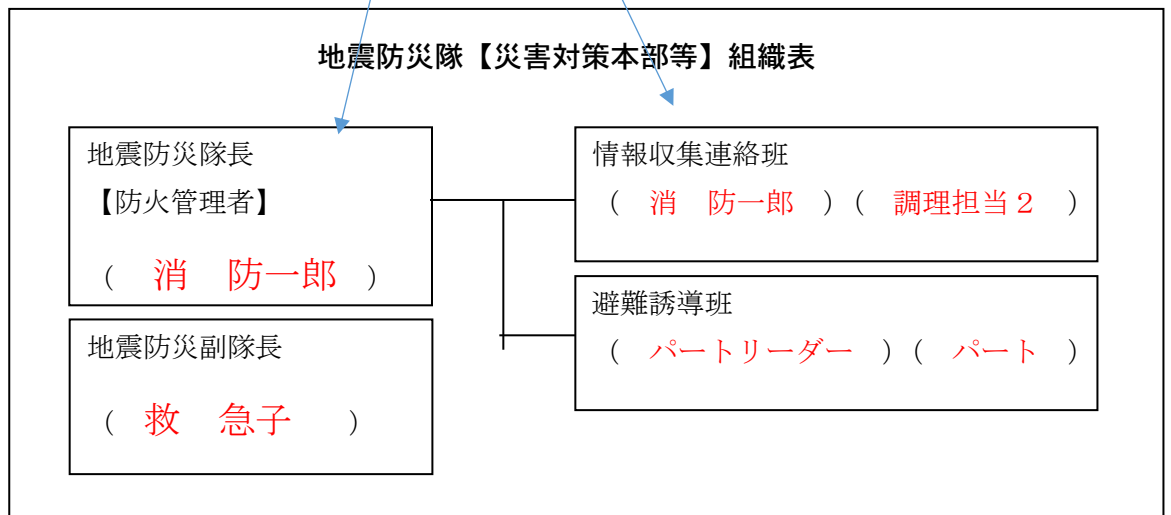 地震防災隊【災害対策本部等】組織表
地震防災隊長
【防火管理者】
（　消　防一郎　）
地震防災副隊長
（　救　急子　　）
情報収集連絡班
（　消　防一郎　）（　調理担当２　）
避難誘導班
（　パートリーダー　）（　パート　）